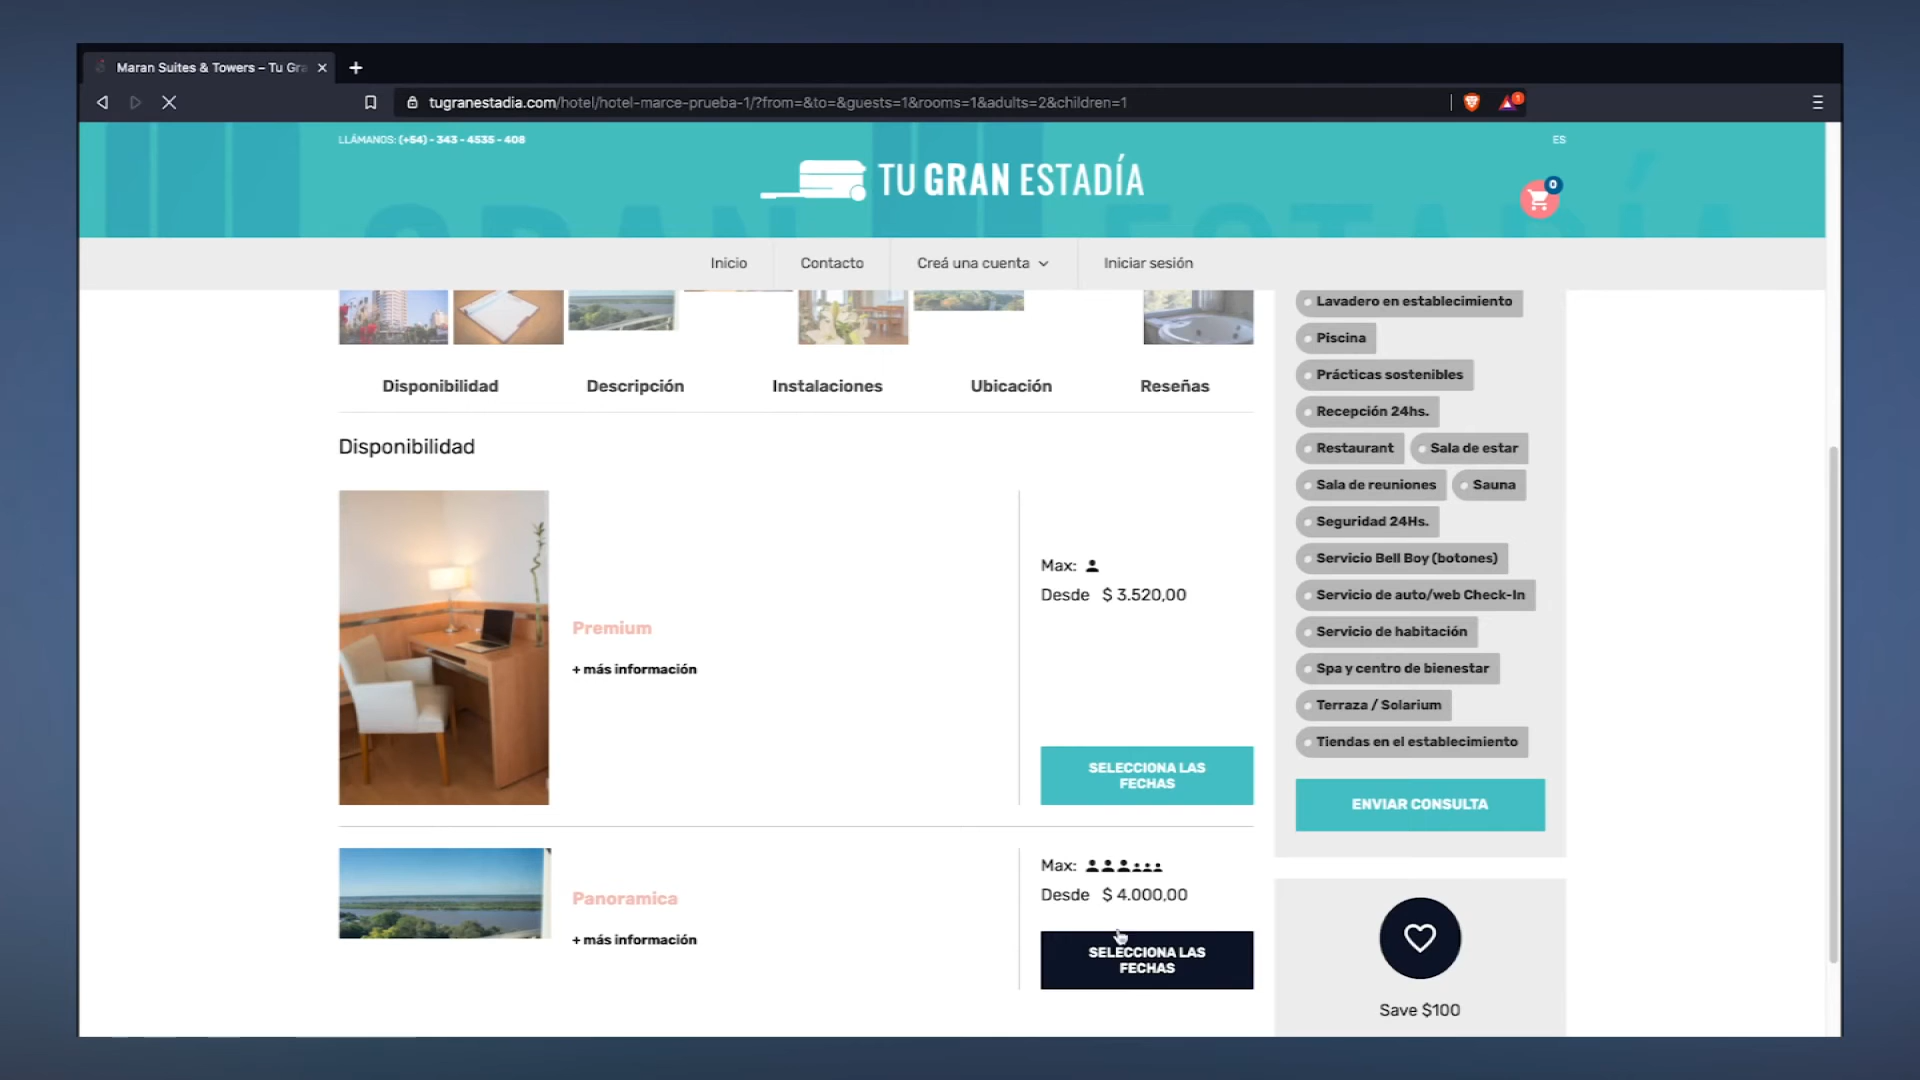 Maran Suites & Towers – Tu Gra
tugranestadia.com/hotel/hotel-marce-prueba-1/?from=&to=&guests=1&rooms=1&adults=2&children=1
1
LLÁMANOS: (+54) - 343 - 4535 - 408
ES
TU GRAN ESTADÍA
0
Inicio
Contacto
Creá una cuenta
Iniciar sesión
Disponibilidad
Descripción
Instalaciones
Ubicación
Reseñas
Disponibilidad
Premium
+ más información
Max:
Desde $ 3.520,00
SELECCIONA LAS
FECHAS
Panoramica
+ más información
Max:
Desde $ 4.000,00
SELECCIONA LAS
FECHAS
Lavadero en establecimiento
Piscina
Prácticas sostenibles
Recepción 24hs.
Restaurant
Sala de estar
Sala de reuniones
Sauna
Seguridad 24Hs.
Servicio Bell Boy (botones)
Servicio de auto/web Check-In
Servicio de habitación
Spa y centro de bienestar
Terraza / Solarium
Tiendas en el establecimiento
ENVIAR CONSULTA
Save $100